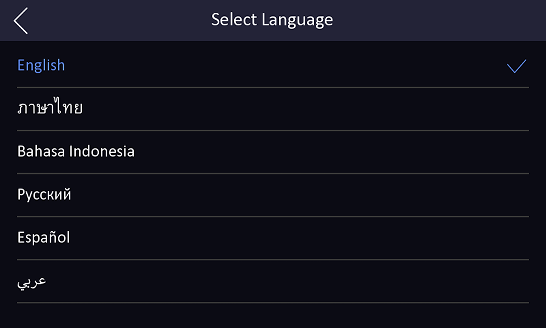 Select Language
English
ภาษาไทย
Bahasa Indonesia
Русский
Español
عربي